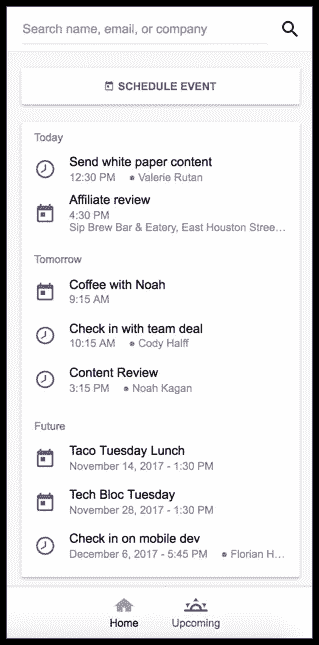 Search name, email, or company
SCHEDULE EVENT
Today
Send white paper content
12:30 PM Valerie Rutan
Affiliate review
4:30 PM
Sip Brew Bar & Eatery, East Houston Stree…
Tomorrow
Coffee with Noah
9:15 AM
Check in with team deal
10:15 AM Cody Halff
Content Review
3:15 PM Noah Kagan
Future
Taco Tuesday Lunch
November 14, 2017 - 1:30 PM
Tech Bloc Tuesday
November 28, 2017 - 1:30 PM
Check in on mobile dev
December 6, 2017 - 5:45 PM Florian H…
Home Upcoming